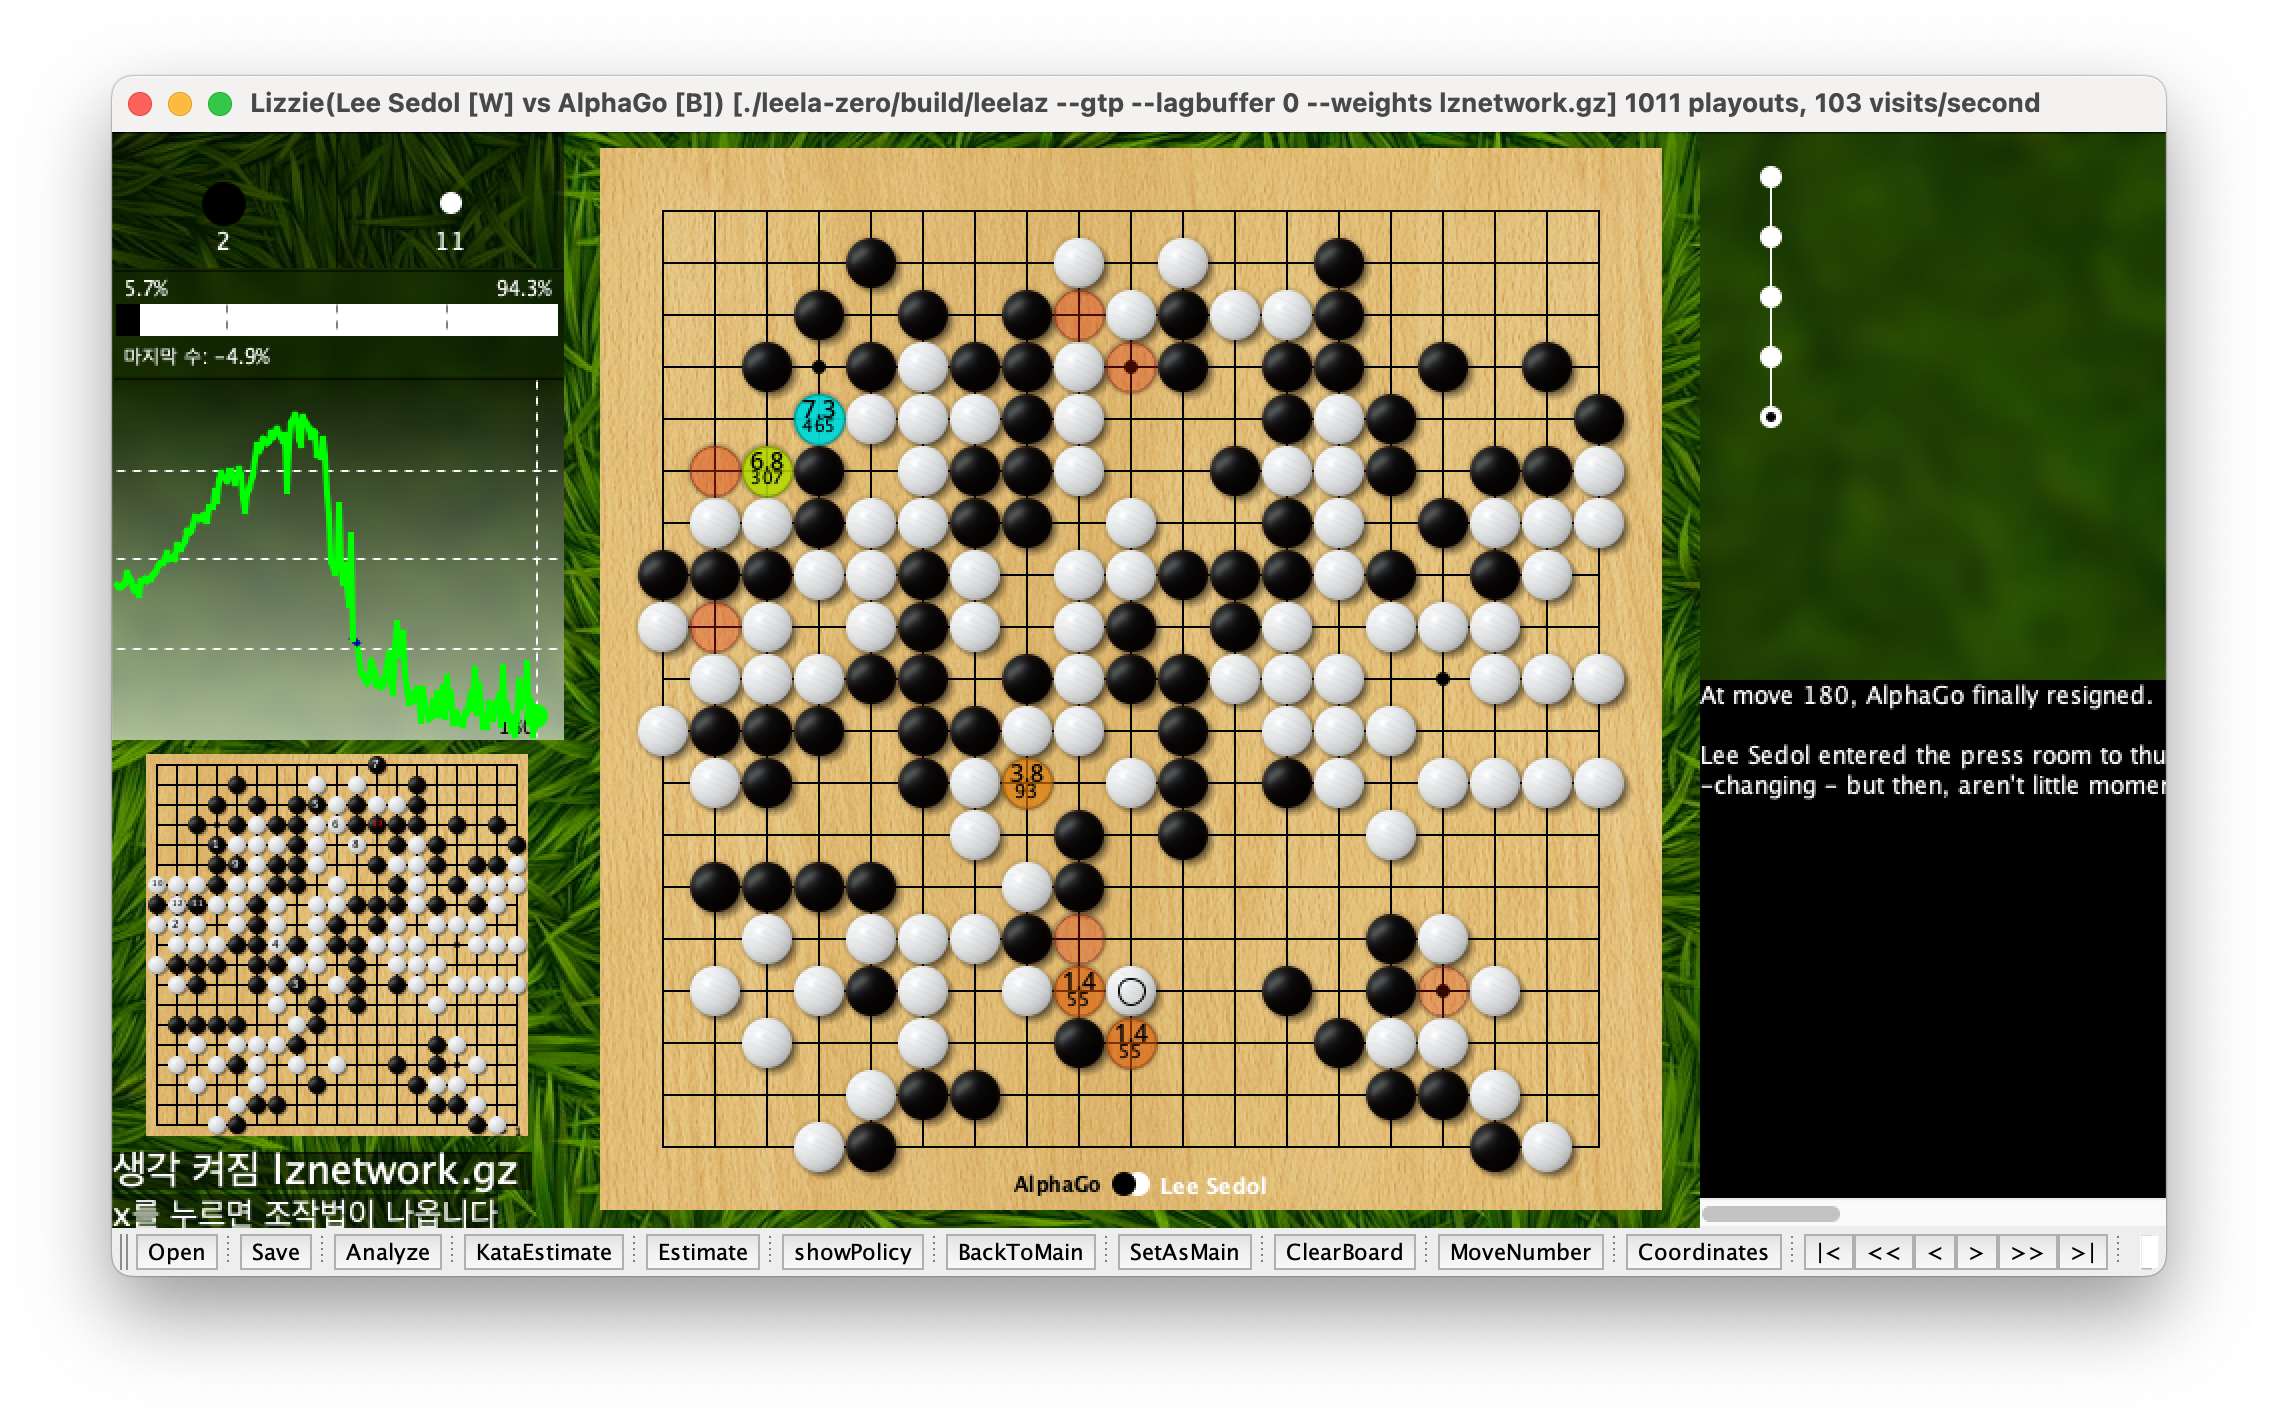 Lizzie(Lee Sedol [W] vs AlphaGo [B]) [./leela-zero/build/leelaz --gtp --lagbuffer 0 --weights lznetwork.gz] 1011 playouts, 103 visits/second
2 11
5.7% 94.3%
마지막 수: -4.9%
7.3
465
6.8
307
3.8
93
1.4
55
1.4
55
AlphaGo Lee Sedol
At move 180, AlphaGo finally resigned.
Lee Sedol entered the press room to thu
-changing - but then, aren't little momer
생각 켜짐 lznetwork.gz
x를 누르면 조작법이 나옵니다
Open Save Analyze KataEstimate Estimate showPolicy BackToMain SetAsMain ClearBoard MoveNumber Coordinates |< << < > >> >|